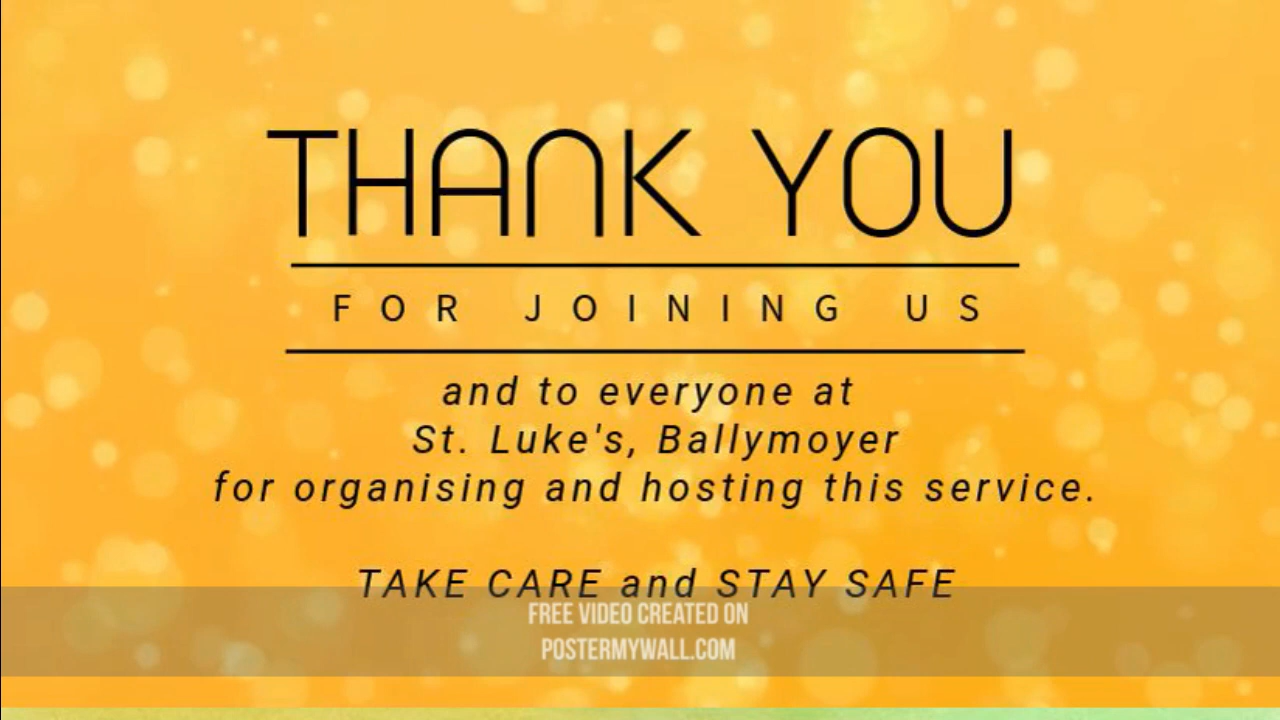 THANK YOU
FOR JOINING US
and to everyone at
St. Luke's, Ballymoyer
for organising and hosting this service.
TAKE CARE and STAY SAFE
FREE VIDEO CREATED ON
POSTERMYWALL.COM